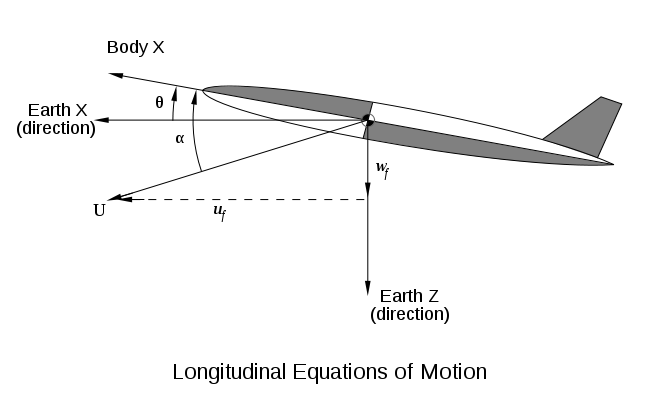 Body X
θ
Earth X
(direction)
α
w_f
U
u_f
Earth Z
(direction)
Longitudinal Equations of Motion